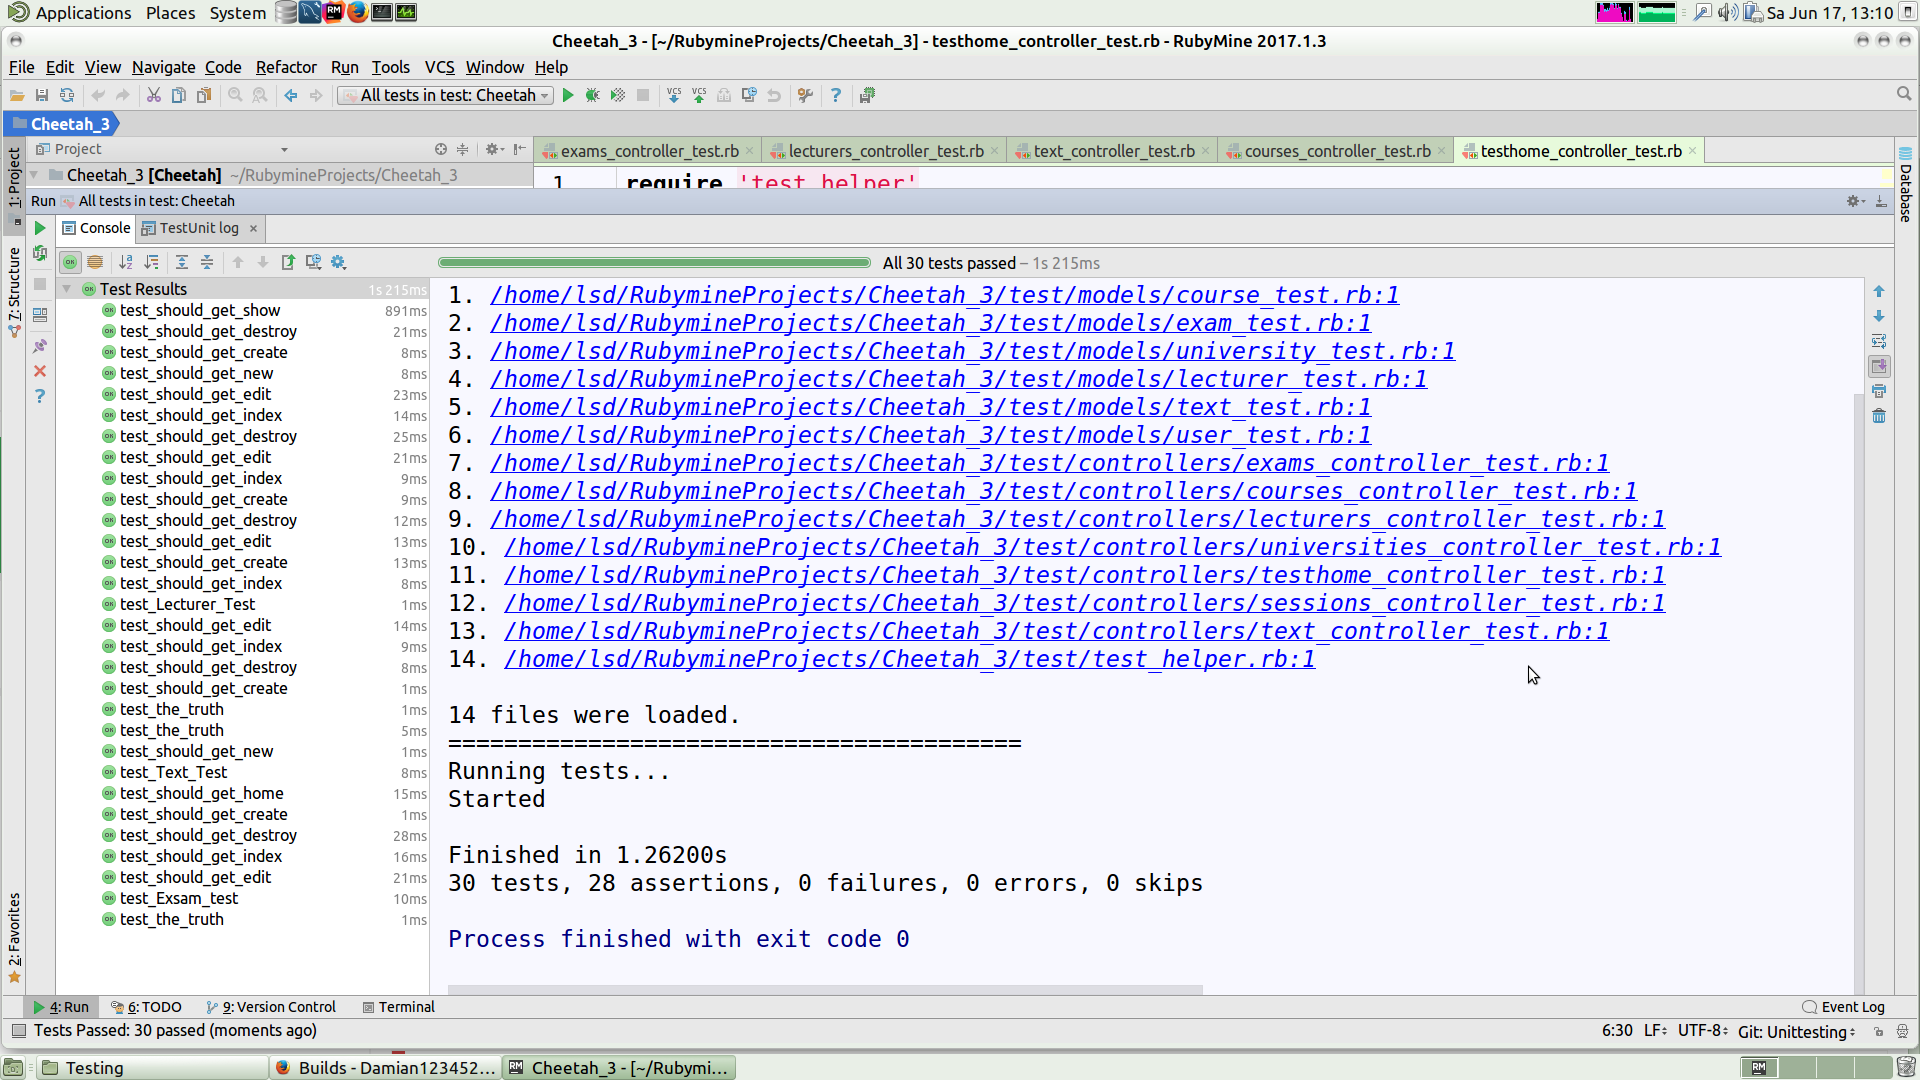 Applications Places System Sa Jun 17, 13:10
Cheetah_3 - [~/RubymineProjects/Cheetah_3] - testhome_controller_test.rb - RubyMine 2017.1.3
File Edit View Navigate Code Refactor Run Tools VCS Window Help
All tests in test: Cheetah VCS VCS
Cheetah_3
1: Project
7: Structure
2: Favorites
Database
Project
exams_controller_test.rb lecturers_controller_test.rb text_controller_test.rb courses_controller_test.rb testhome_controller_test.rb
Cheetah_3 [Cheetah] ~/RubymineProjects/Cheetah_3
1 require 'test_helper'
Run All tests in test: Cheetah
Console TestUnit log
All 30 tests passed – 1s 215ms
Test Results 1s 215ms
test_should_get_show 891ms
test_should_get_destroy 21ms
test_should_get_create 8ms
test_should_get_new 8ms
test_should_get_edit 23ms
test_should_get_index 14ms
test_should_get_destroy 25ms
test_should_get_edit 21ms
test_should_get_index 9ms
test_should_get_create 9ms
test_should_get_destroy 12ms
test_should_get_edit 13ms
test_should_get_create 13ms
test_should_get_index 8ms
test_Lecturer_Test 1ms
test_should_get_edit 14ms
test_should_get_index 9ms
test_should_get_destroy 8ms
test_should_get_create 1ms
test_the_truth 1ms
test_the_truth 5ms
test_should_get_new 1ms
test_Text_Test 8ms
test_should_get_home 15ms
test_should_get_create 1ms
test_should_get_destroy 28ms
test_should_get_index 16ms
test_should_get_edit 21ms
test_Exsam_test 10ms
test_the_truth 1ms
1. /home/lsd/RubymineProjects/Cheetah_3/test/models/course_test.rb:1
2. /home/lsd/RubymineProjects/Cheetah_3/test/models/exam_test.rb:1
3. /home/lsd/RubymineProjects/Cheetah_3/test/models/university_test.rb:1
4. /home/lsd/RubymineProjects/Cheetah_3/test/models/lecturer_test.rb:1
5. /home/lsd/RubymineProjects/Cheetah_3/test/models/text_test.rb:1
6. /home/lsd/RubymineProjects/Cheetah_3/test/models/user_test.rb:1
7. /home/lsd/RubymineProjects/Cheetah_3/test/controllers/exams_controller_test.rb:1
8. /home/lsd/RubymineProjects/Cheetah_3/test/controllers/courses_controller_test.rb:1
9. /home/lsd/RubymineProjects/Cheetah_3/test/controllers/lecturers_controller_test.rb:1
10. /home/lsd/RubymineProjects/Cheetah_3/test/controllers/universities_controller_test.rb:1
11. /home/lsd/RubymineProjects/Cheetah_3/test/controllers/testhome_controller_test.rb:1
12. /home/lsd/RubymineProjects/Cheetah_3/test/controllers/sessions_controller_test.rb:1
13. /home/lsd/RubymineProjects/Cheetah_3/test/controllers/text_controller_test.rb:1
14. /home/lsd/RubymineProjects/Cheetah_3/test/test_helper.rb:1
14 files were loaded.
=========================================
Running tests...
Started
Finished in 1.26200s
30 tests, 28 assertions, 0 failures, 0 errors, 0 skips
Process finished with exit code 0
4: Run 6: TODO 9: Version Control Terminal Event Log
Tests Passed: 30 passed (moments ago) 6:30 LF UTF-8 Git: Unittesting
Testing Builds - Damian123452... Cheetah_3 - [~/Rubymi...